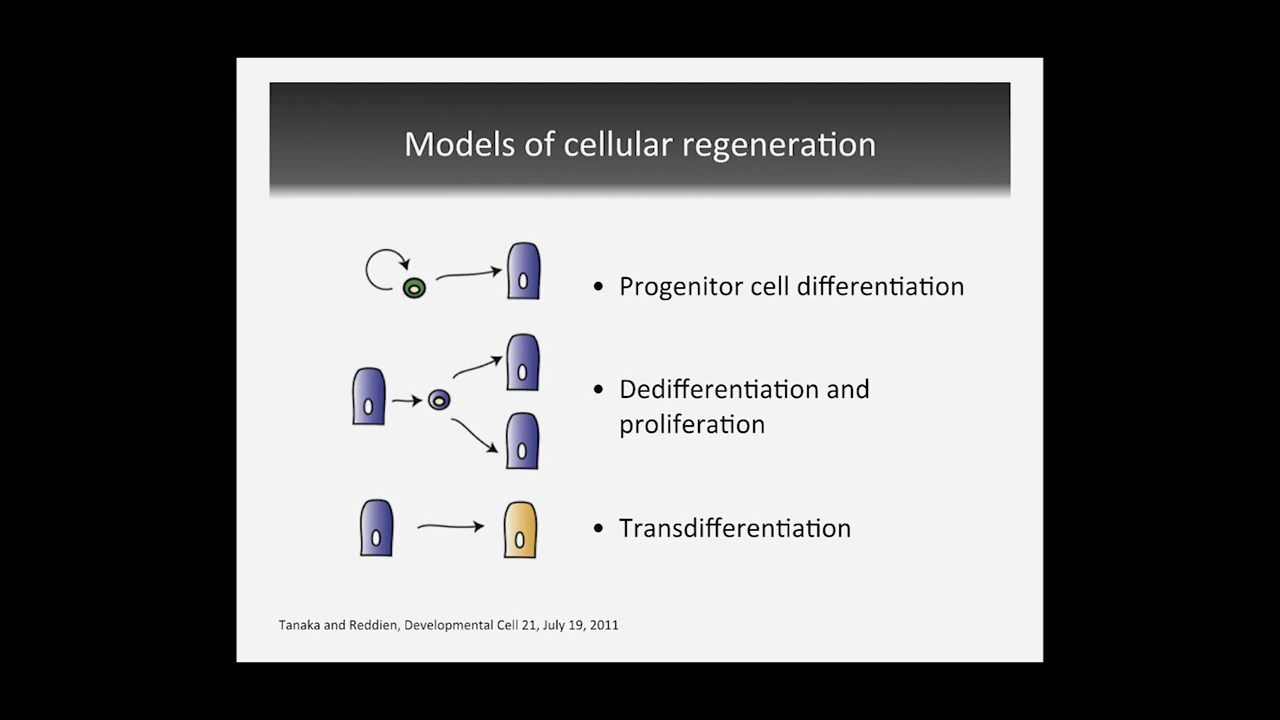 Models of cellular regeneration
• Progenitor cell differentiation
• Dedifferentiation and
proliferation
• Transdifferentiation
Tanaka and Reddien, Developmental Cell 21, July 19, 2011